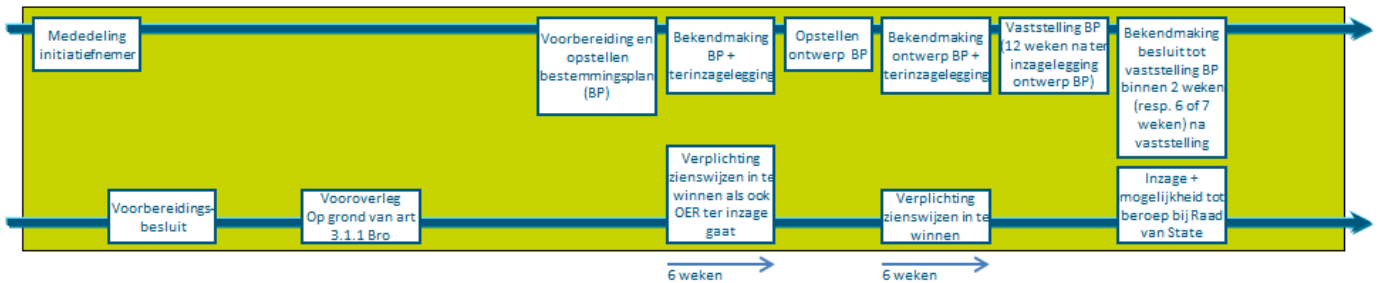 Mededeling
initiatiefnemer
Voorbereiding en
opstellen
bestemmingsplan
(BP)
Bekendmaking
BP +
terinzagelegging
Opstellen
ontwerp BP
Bekendmaking
ontwerp BP +
terinzagelegging
Vaststelling BP
(12 weken na ter
inzagelegging
ontwerp BP)
Bekendmaking
besluit tot
vaststelling BP
binnen 2 weken
(resp. 6 of 7
weken) na
vaststelling
Voorbereidings-
besluit
Vooroverleg
Op grond van art
3.1.1 Bro
Verplichting
zienswijzen in te
winnen als ook
OER ter inzage
gaat
Verplichting
zienswijzen in te
winnen
Inzage +
mogelijkheid tot
beroep bij Raad
van State
6 weken
6 weken